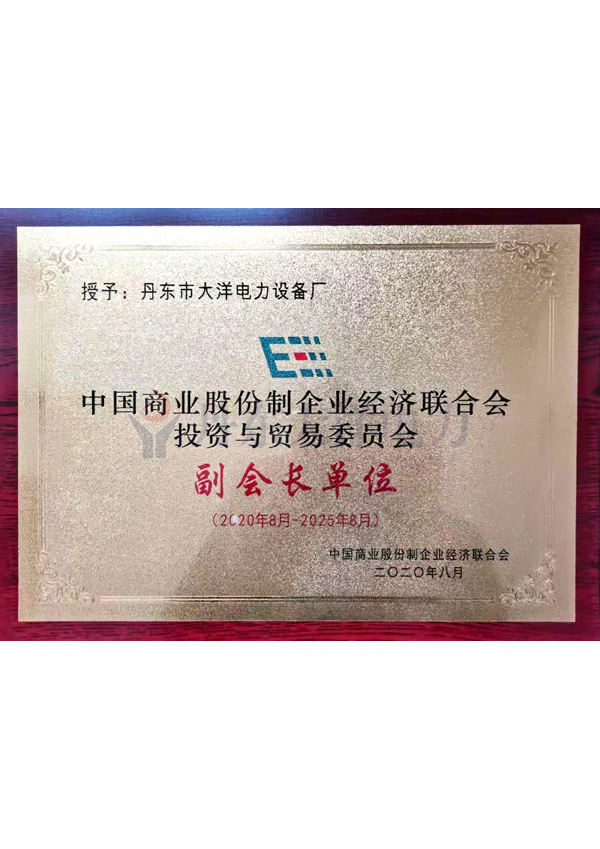 授予：丹东市大洋电力设备厂
中国商业股份制企业经济联合会
投资与贸易委员会
副会长单位
（2020年8月-2025年8月）
中国商业股份制企业经济联合会
二〇二〇年八月